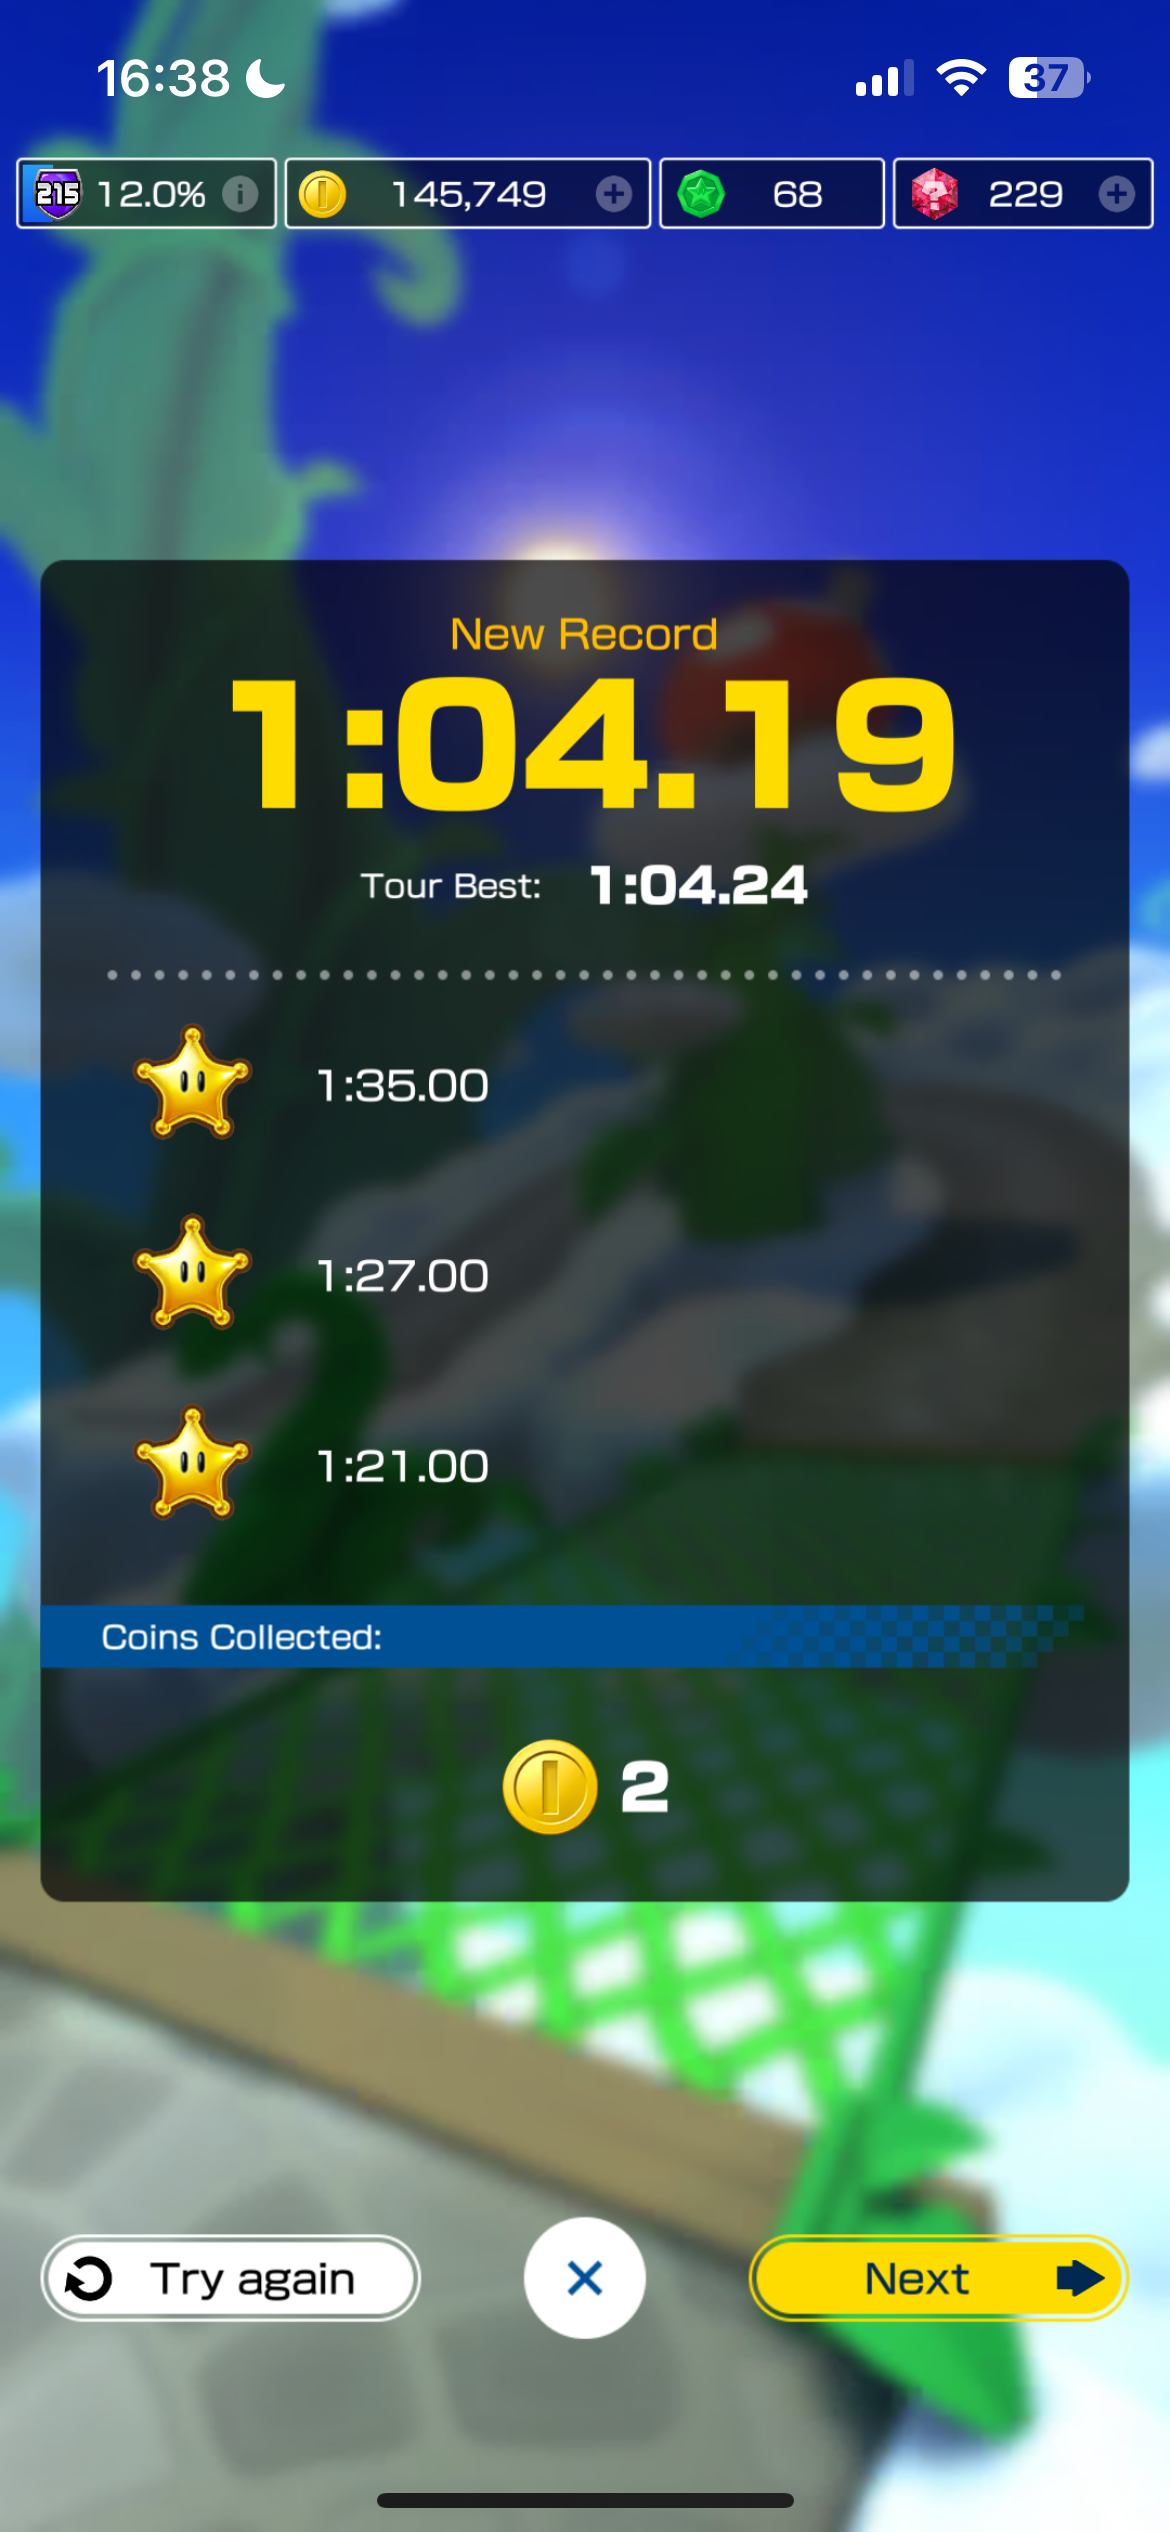 16:38
37
215 12.0% i 145,749 68 229
New Record
1:04.19
Tour Best: 1:04.24
1:35.00
1:27.00
1:21.00
Coins Collected:
2
Try again
Next